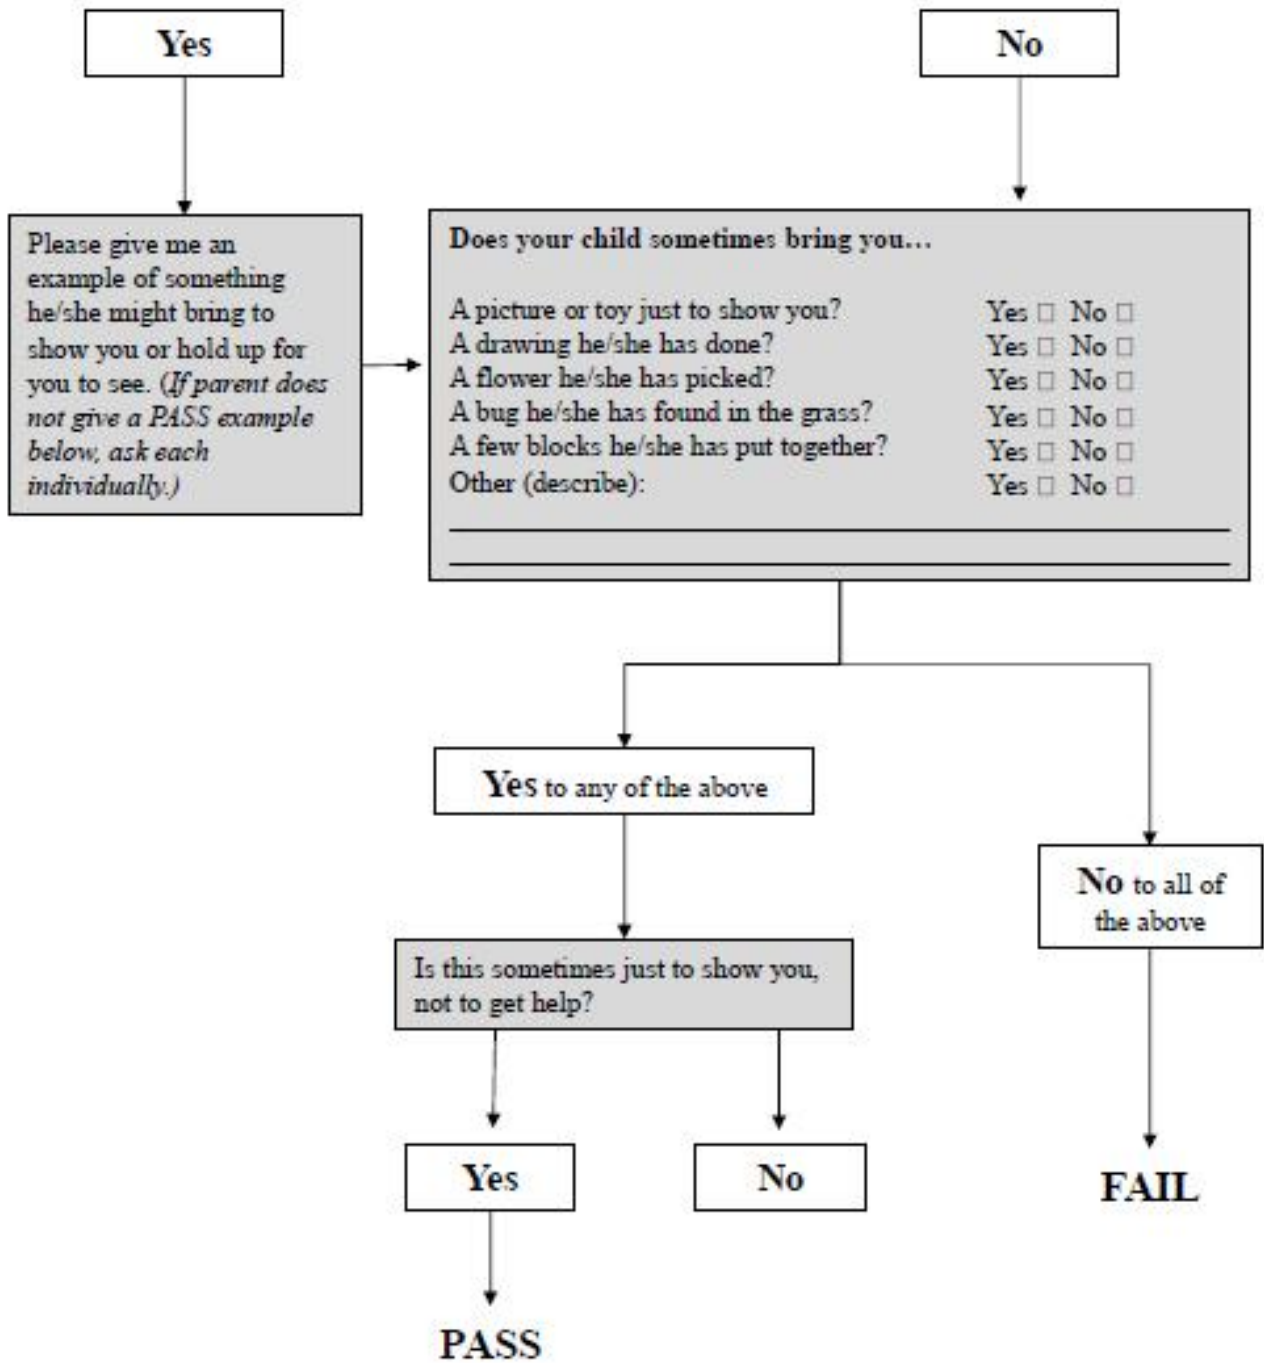 Yes
No
Please give me an
example of something
he/she might bring to
show you or hold up for
you to see. (If parent does
not give a PASS example
below, ask each
individually.)
Does your child sometimes bring you…
A picture or toy just to show you? Yes □ No □
A drawing he/she has done? Yes □ No □
A flower he/she has picked? Yes □ No □
A bug he/she has found in the grass? Yes □ No □
A few blocks he/she has put together? Yes □ No □
Other (describe): Yes □ No □
Yes to any of the above
No to all of
the above
Is this sometimes just to show you,
not to get help?
Yes
No
FAIL
PASS